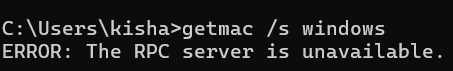 C:\Users\kisha>getmac /s windows
ERROR: The RPC server is unavailable.